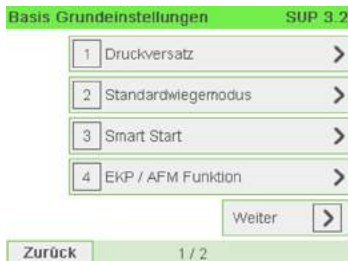 Basis Grundeinstellungen SUP 3.2
1 Druckversatz
2 Standardwiegemodus
3 Smart Start
4 EKP / AFM Funktion
Weiter
Zurück 1 / 2